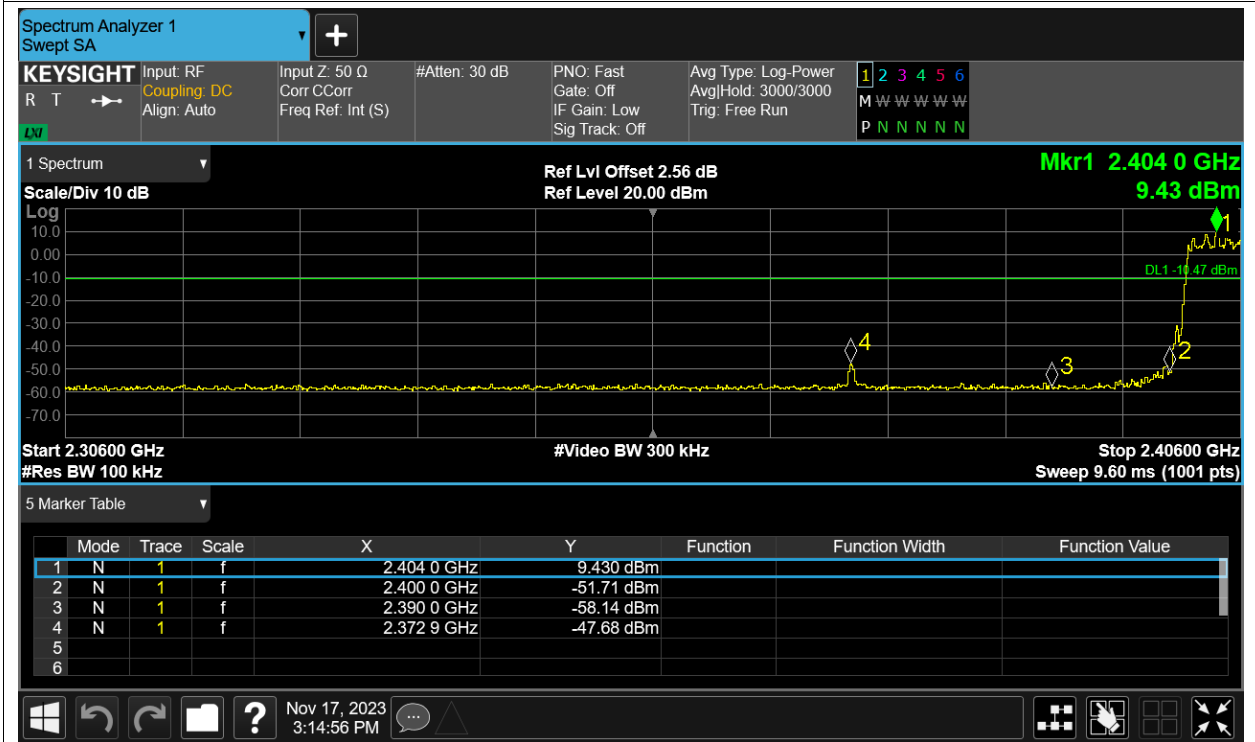 Spectrum Analyzer 1
Swept SA
+
KEYSIGHT
R T
LXI
Input: RF
Coupling: DC
Align: Auto
Input Z: 50 Ω
Corr CCorr
Freq Ref: Int (S)
#Atten: 30 dB
PNO: Fast
Gate: Off
IF Gain: Low
Sig Track: Off
Avg Type: Log-Power
Avg|Hold: 3000/3000
Trig: Free Run
1 2 3 4 5 6
M W W W W W
P N N N N N
1 Spectrum
Scale/Div 10 dB
Ref Lvl Offset 2.56 dB
Ref Level 20.00 dBm
Mkr1 2.404 0 GHz
9.43 dBm
Log
10.0
0.00
-10.0
-20.0
-30.0
-40.0
-50.0
-60.0
-70.0
1
DL1 -10.47 dBm
4
3
2
Start 2.30600 GHz
#Res BW 100 kHz
#Video BW 300 kHz
Stop 2.40600 GHz
Sweep 9.60 ms (1001 pts)
5 Marker Table
Mode Trace Scale X Y Function Function Width Function Value
1 N 1 f 2.404 0 GHz 9.430 dBm
2 N 1 f 2.400 0 GHz -51.71 dBm
3 N 1 f 2.390 0 GHz -58.14 dBm
4 N 1 f 2.372 9 GHz -47.68 dBm
5
6
?
Nov 17, 2023
3:14:56 PM